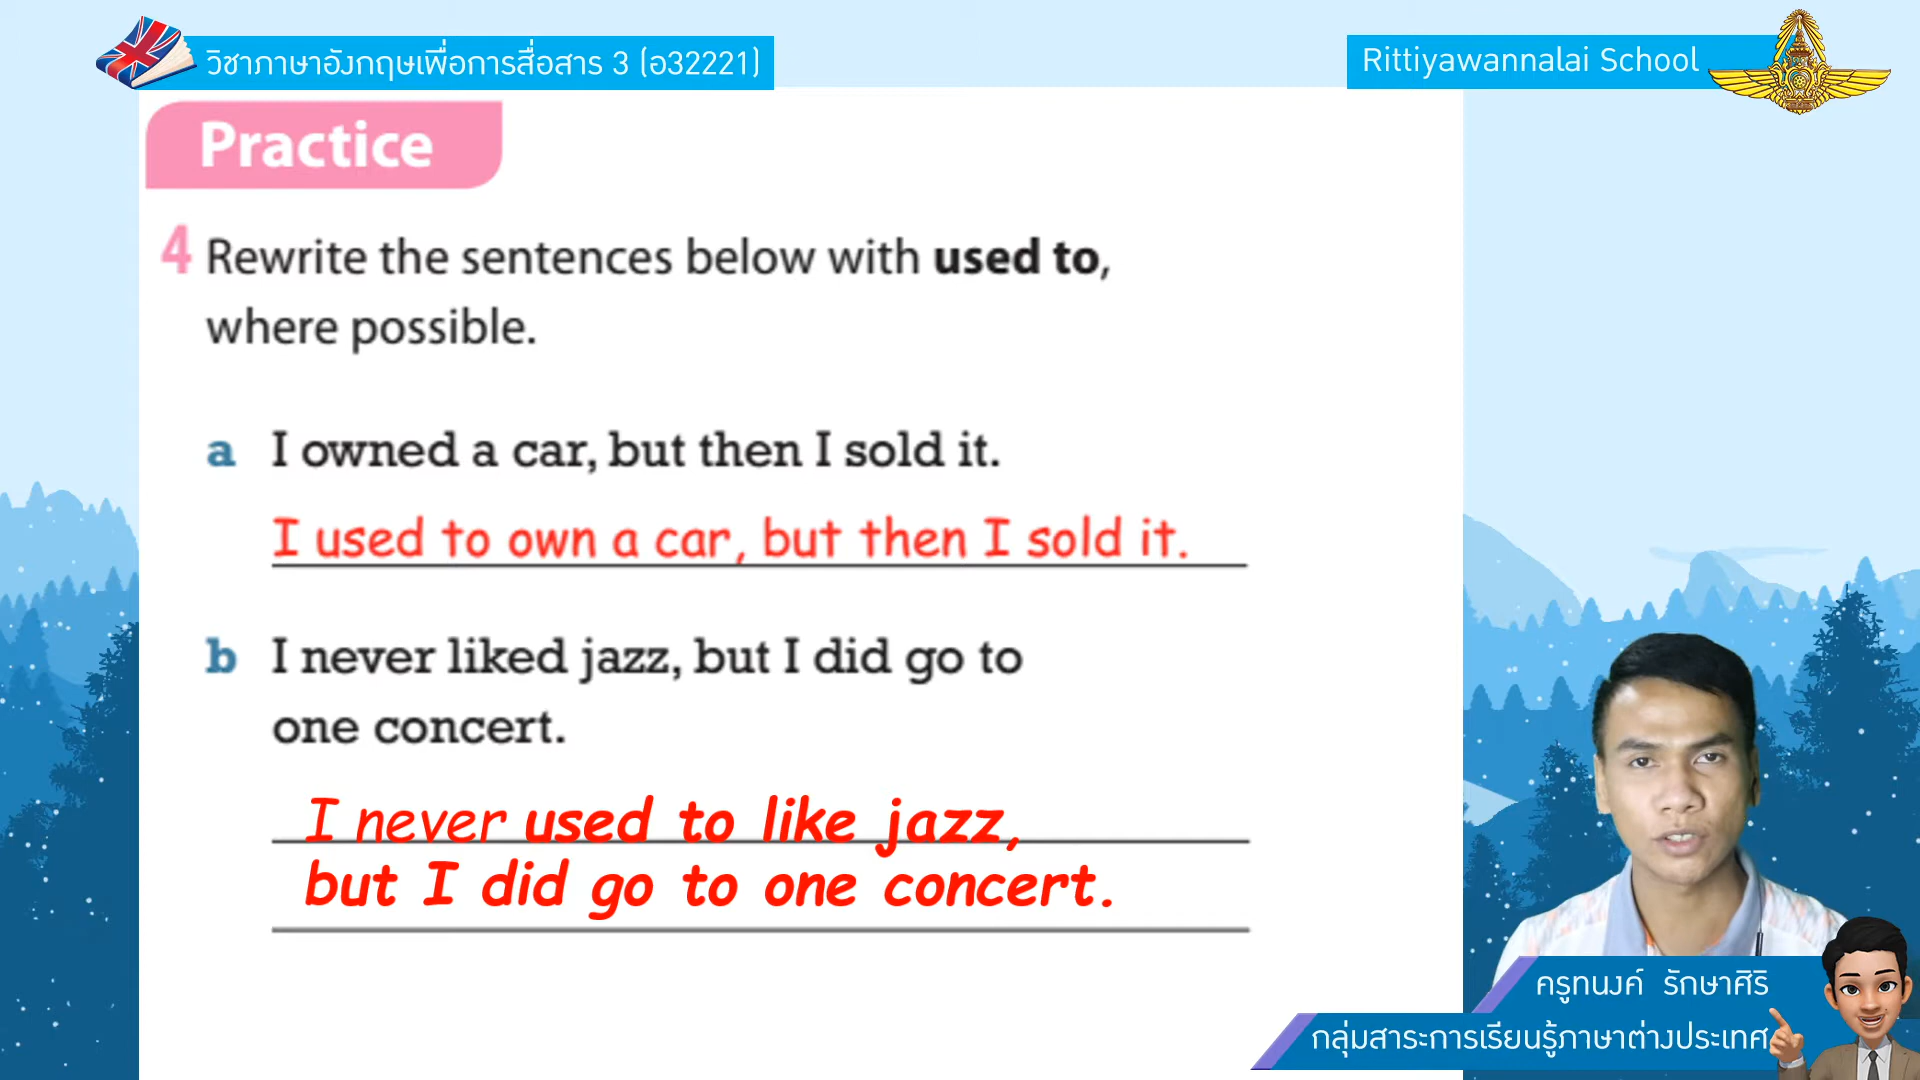 วิชาภาษาอังกฤษเพื่อการสื่อสาร 3 (อ32221)
Rittiyawannalai School
Practice
4 Rewrite the sentences below with used to,
where possible.
a I owned a car, but then I sold it.
I used to own a car, but then I sold it.
b I never liked jazz, but I did go to
one concert.
I never used to like jazz,
but I did go to one concert.
ครูทนงค์ รักษาศิริ
กลุ่มสาระการเรียนรู้ภาษาต่างประเทศ